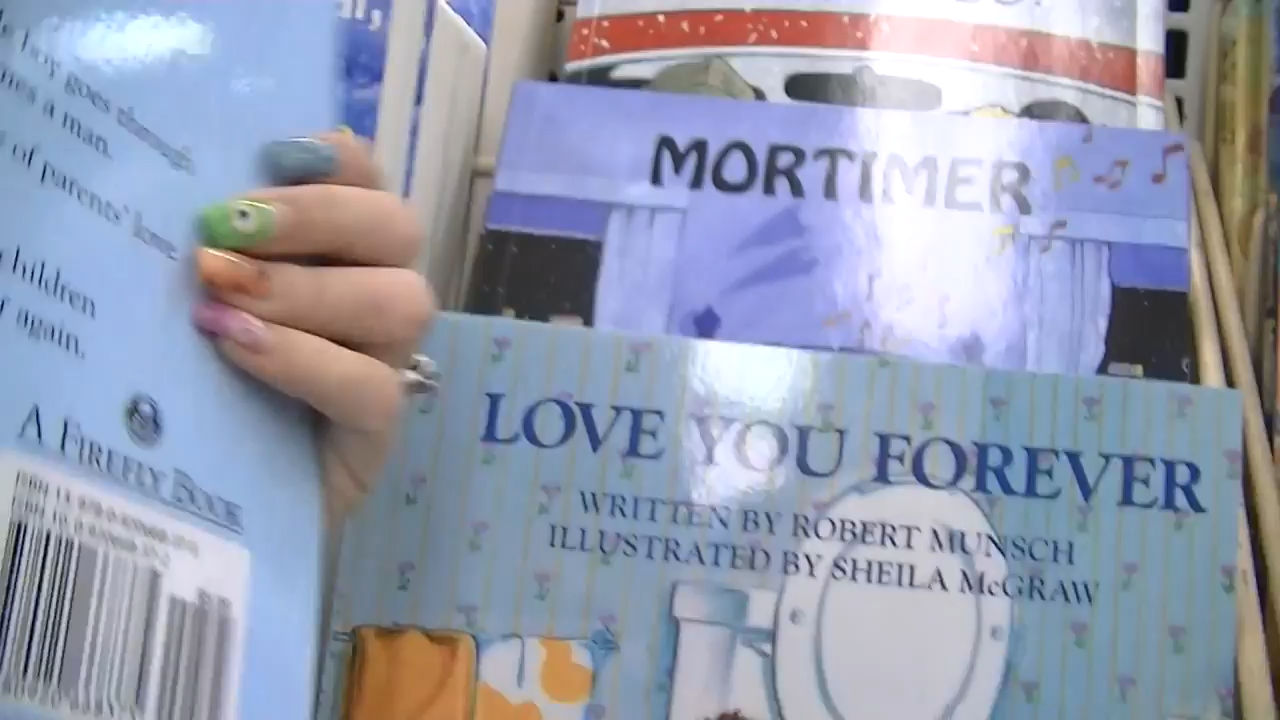 boy goes through
a man.
of parents' love
children
again.
A FIREFLY BOOK
MORTIMER
LOVE YOU FOREVER
WRITTEN BY ROBERT MUNSCH
ILLUSTRATED BY SHEILA McGRAW